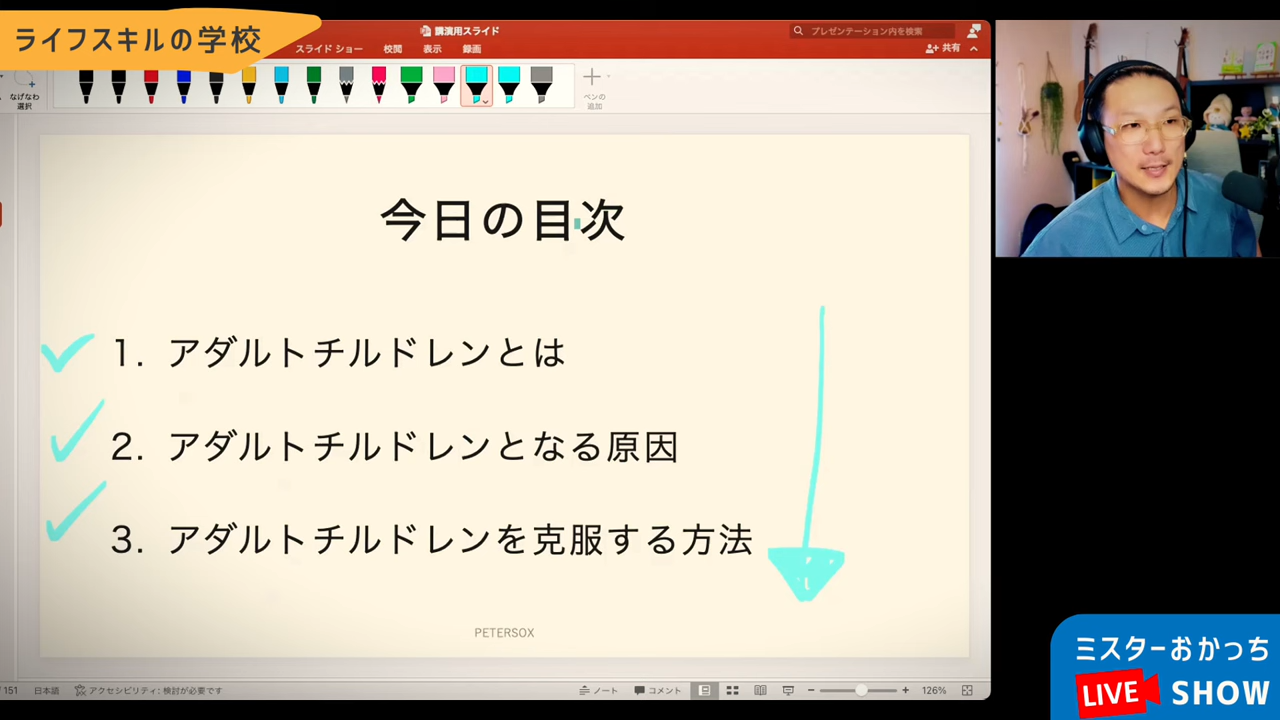 ライフスキルの学校
講演用スライド
プレゼンテーション内を検索
スライド ショー 校閲 表示 録画
共有
なげなわ
選択
ペンの
追加
今日の目次
1. アダルトチルドレンとは
2. アダルトチルドレンとなる原因
3. アダルトチルドレンを克服する方法
PETERSOX
/ 151 日本語 アクセシビリティ: 検討が必要です ノート コメント 126%
ミスターおかっち
LIVE SHOW